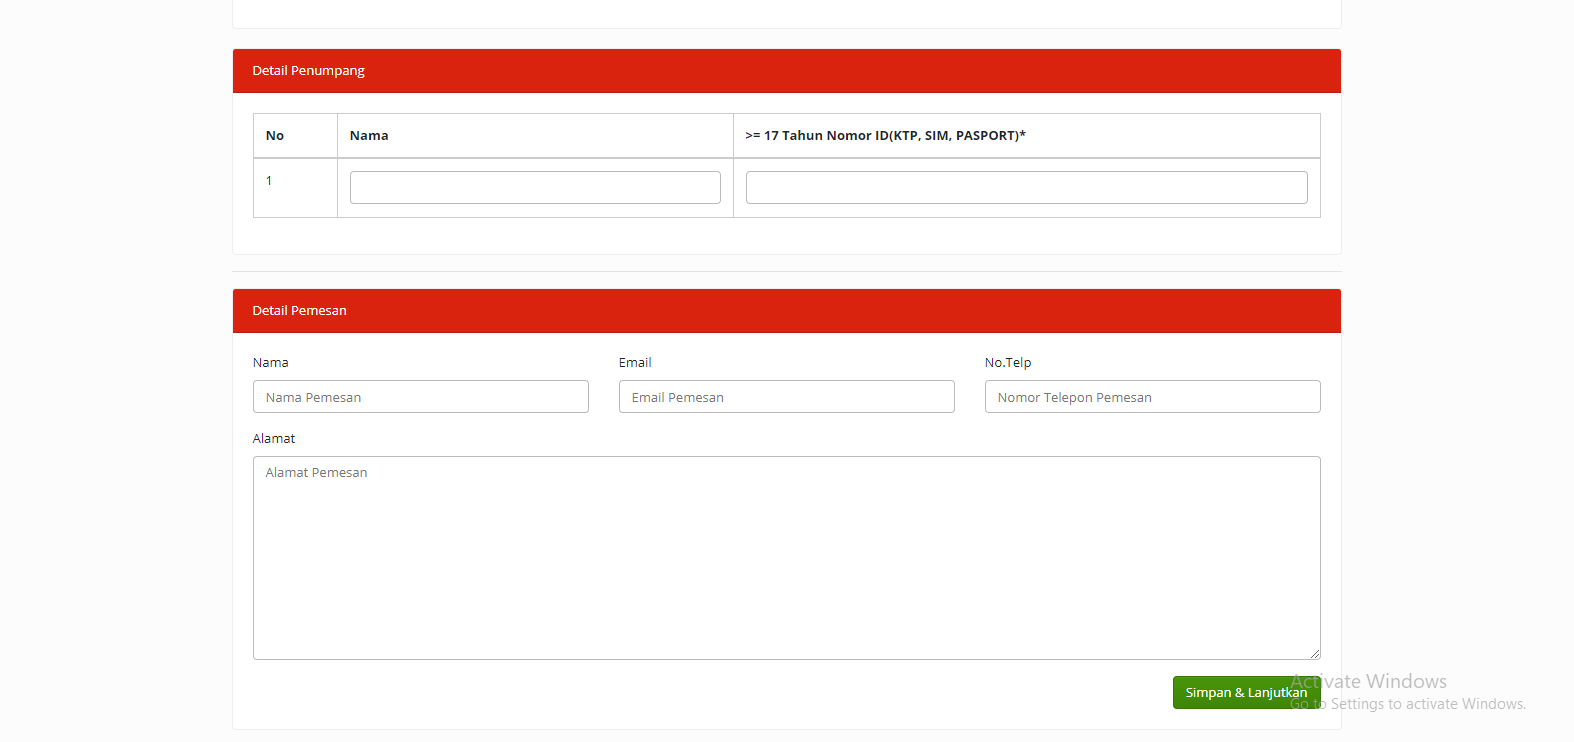 Detail Penumpang
No Nama >= 17 Tahun Nomor ID(KTP, SIM, PASPORT)*
1
Detail Pemesan
Nama Email No.Telp
Nama Pemesan Email Pemesan Nomor Telepon Pemesan
Alamat
Alamat Pemesan
Simpan & Lanjutkan
Activate Windows
Go to Settings to activate Windows.